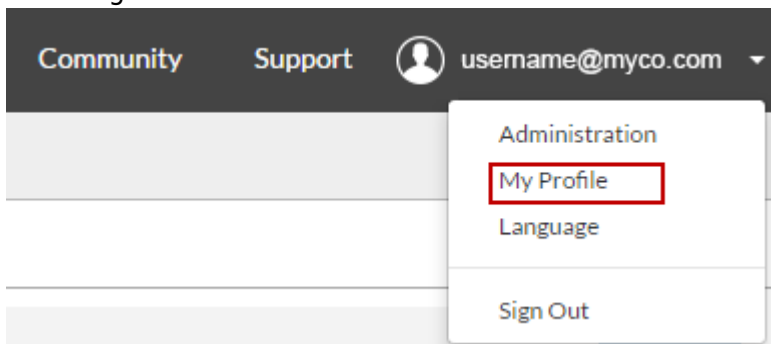 Community Support username@myco.com
Administration
My Profile
Language
Sign Out